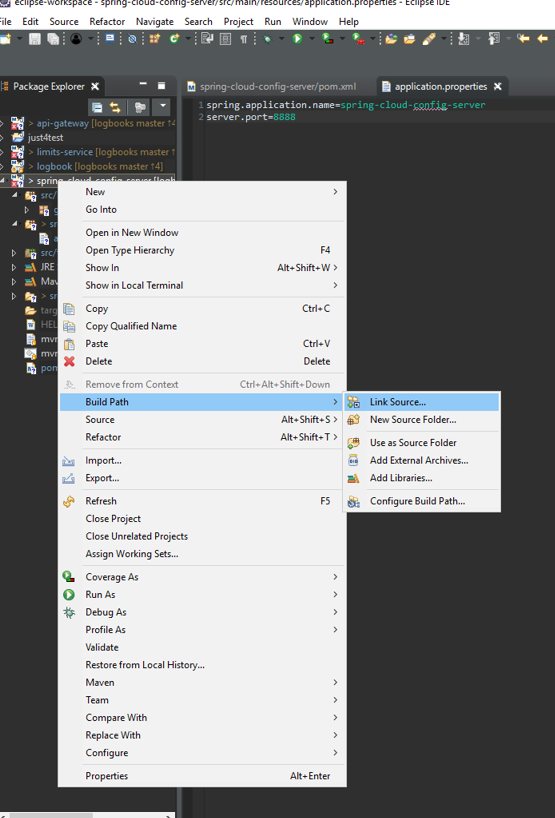 eclipse-workspace - spring-cloud-config-server/src/main/resources/application.properties - Eclipse IDE
File Edit Source Refactor Navigate Search Project Run Window Help
Package Explorer
spring-cloud-config-server/pom.xml
application.properties
1 spring.application.name=spring-cloud-config-server
2 server.port=8888
> api-gateway [logbooks master ↑4]
just4test
> limits-service [logbooks master ↑
> logbook [logbooks master ↑4]
> spring-cloud-config-server [logb
src/
> sr
src/
JRE
Mav
> sr
targ
HEL
mvn
mvn
pom
New
Go Into
Open in New Window
Open Type Hierarchy F4
Show In Alt+Shift+W >
Show in Local Terminal
Copy Ctrl+C
Copy Qualified Name
Paste Ctrl+V
Delete Delete
Remove from Context Ctrl+Alt+Shift+Down
Build Path
Source Alt+Shift+S >
Refactor Alt+Shift+T >
Import...
Export...
Refresh F5
Close Project
Close Unrelated Projects
Assign Working Sets...
Coverage As
Run As
Debug As
Profile As
Validate
Restore from Local History...
Maven
Team
Compare With
Replace With
Configure
Properties Alt+Enter
Link Source...
New Source Folder...
Use as Source Folder
Add External Archives...
Add Libraries...
Configure Build Path...